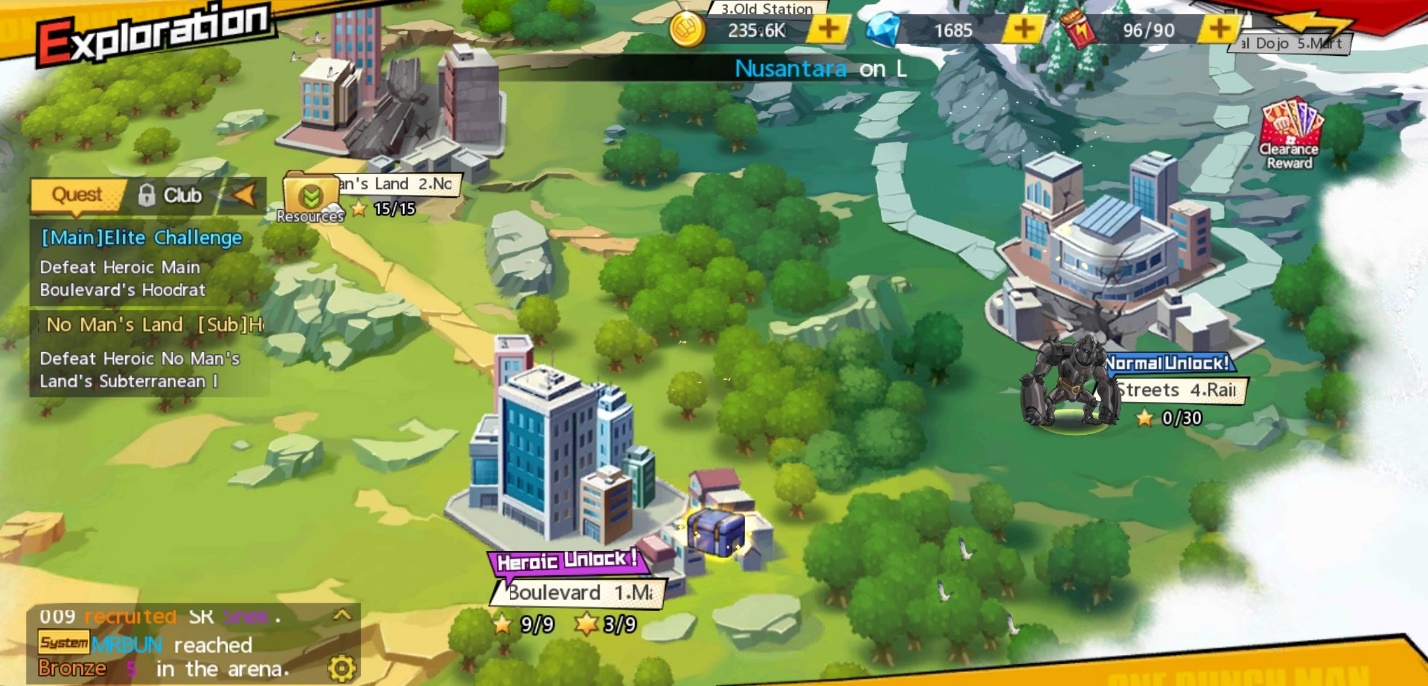 Exploration
3.Old Station
235.6K
1685
96/90
al Dojo 5.Mart
Nusantara on L
Clearance
Reward
Quest
Club
an's Land 2.No
Resources
15/15
[Main]Elite Challenge
Defeat Heroic Main
Boulevard's Hoodrat
No Man's Land [Sub]H
Defeat Heroic No Man's
Land's Subterranean I
Normal Unlock!
Streets 4.Rai
0/30
Heroic Unlock!
Boulevard 1.Ma
9/9 3/9
009 recruited SR
System MRBUN reached
Bronze 5 in the arena.
ONE PUNCH MAN